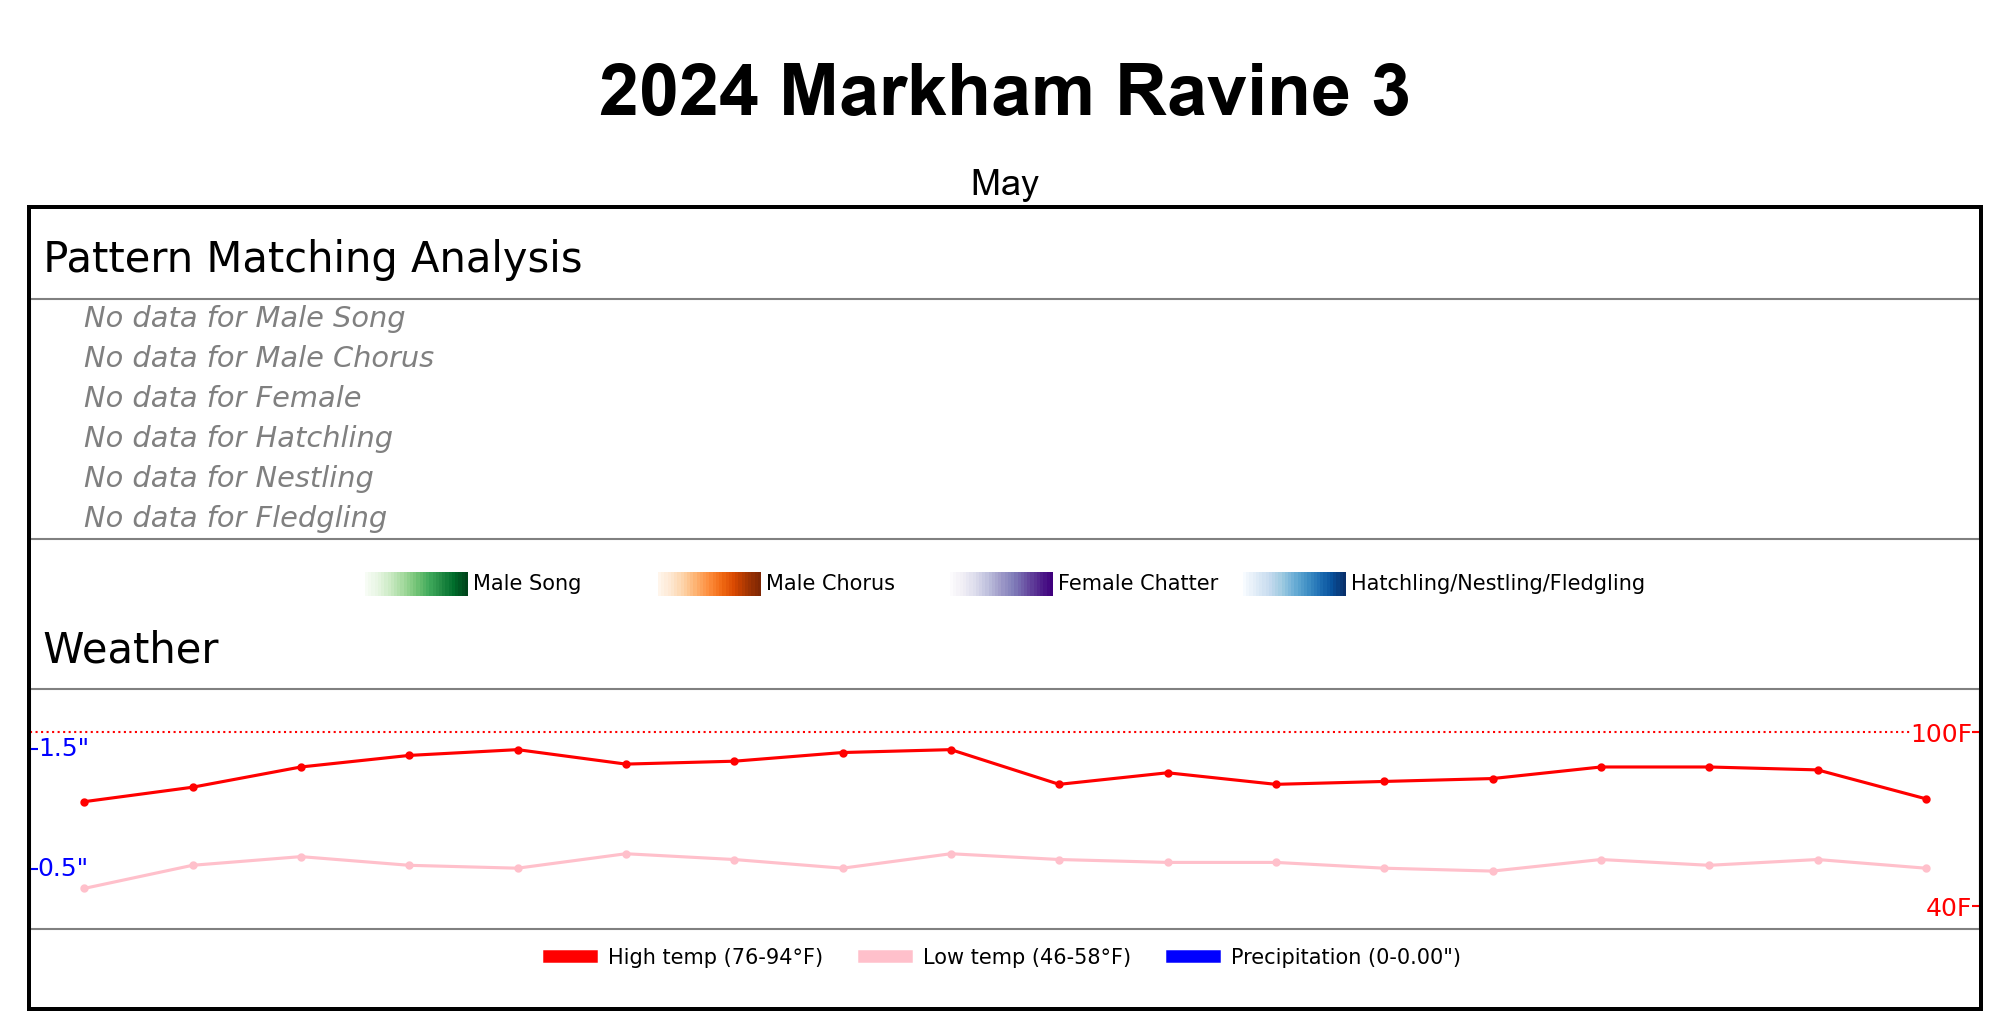 2024 Markham Ravine 3
May
Pattern Matching Analysis
No data for Male Song
No data for Male Chorus
No data for Female
No data for Hatchling
No data for Nestling
No data for Fledgling
Male Song Male Chorus Female Chatter Hatchling/Nestling/Fledgling
Weather
1.5" 100F
0.5" 40F
High temp (76-94°F) Low temp (46-58°F) Precipitation (0-0.00")